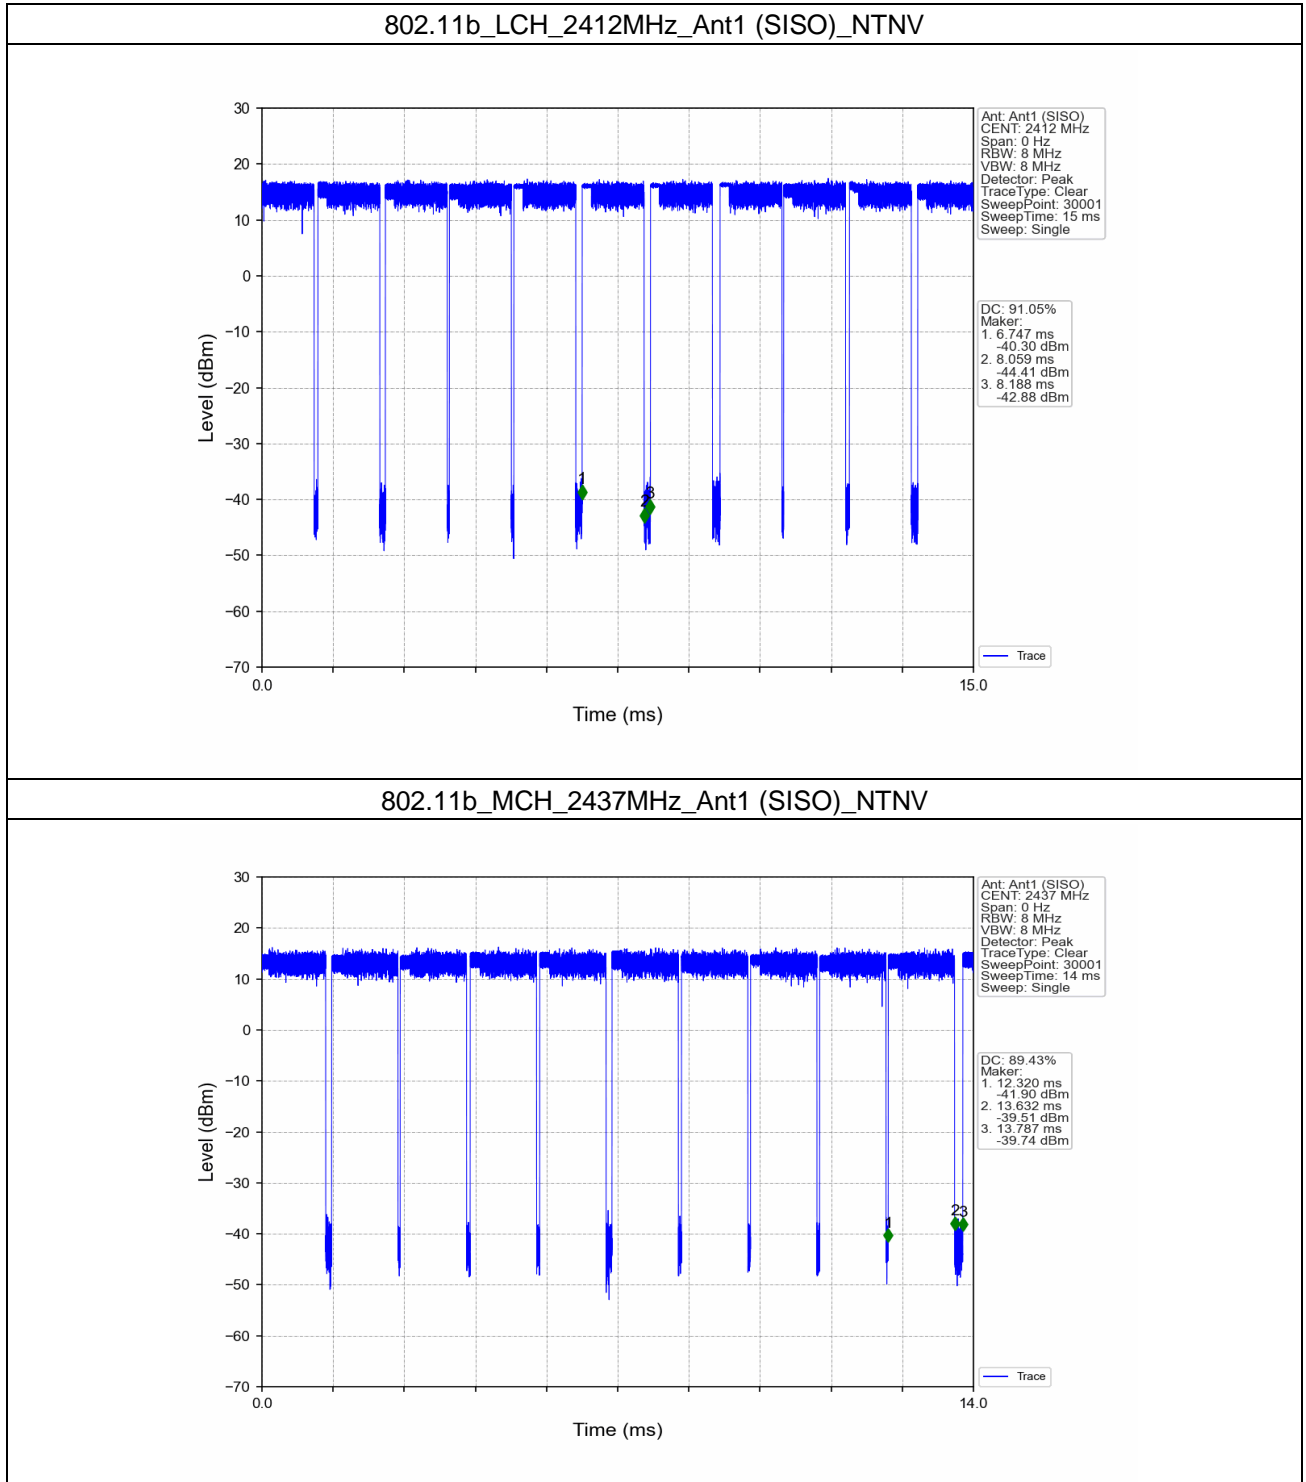 802.11b_LCH_2412MHz_Ant1 (SISO)_NTNV
30
20
10
0
−10
−20
−30
−40
−50
−60
−70
Level (dBm)
0.0
15.0
Time (ms)
1
2
3
Ant: Ant1 (SISO)
CENT: 2412 MHz
Span: 0 Hz
RBW: 8 MHz
VBW: 8 MHz
Detector: Peak
TraceType: Clear
SweepPoint: 30001
SweepTime: 15 ms
Sweep: Single
DC: 91.05%
Maker:
1. 6.747 ms
-40.30 dBm
2. 8.059 ms
-44.41 dBm
3. 8.188 ms
-42.88 dBm
Trace
802.11b_MCH_2437MHz_Ant1 (SISO)_NTNV
30
20
10
0
−10
−20
−30
−40
−50
−60
−70
Level (dBm)
0.0
14.0
Time (ms)
1
2
3
Ant: Ant1 (SISO)
CENT: 2437 MHz
Span: 0 Hz
RBW: 8 MHz
VBW: 8 MHz
Detector: Peak
TraceType: Clear
SweepPoint: 30001
SweepTime: 14 ms
Sweep: Single
DC: 89.43%
Maker:
1. 12.320 ms
-41.90 dBm
2. 13.632 ms
-39.51 dBm
3. 13.787 ms
-39.74 dBm
Trace